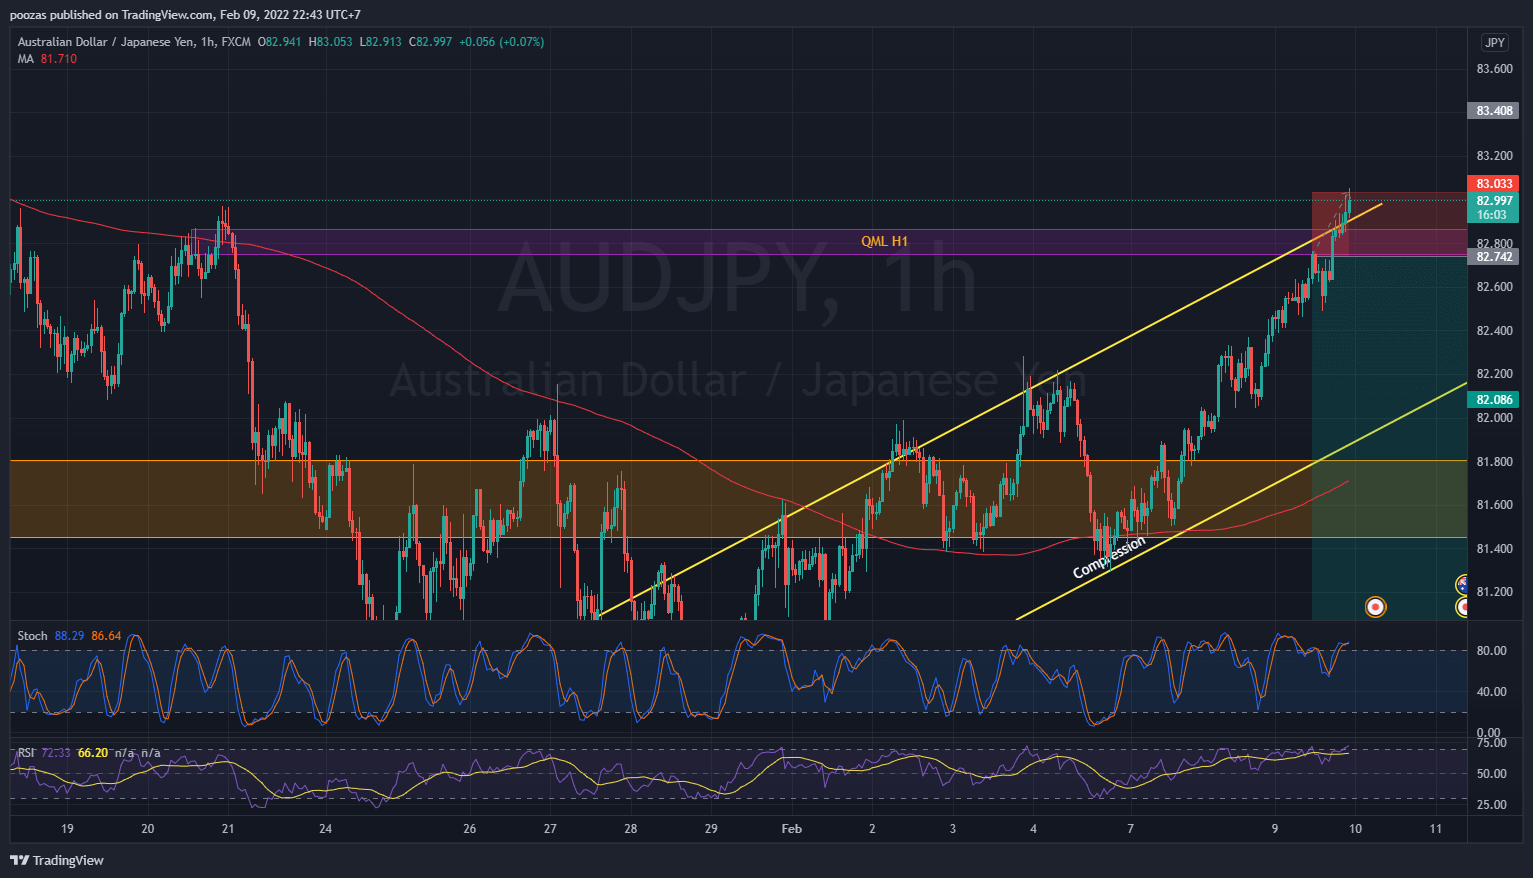 poozas published on TradingView.com, Feb 09, 2022 22:43 UTC+7
Australian Dollar / Japanese Yen, 1h, FXCM O82.941 H83.053 L82.913 C82.997 +0.056 (+0.07%)
MA 81.710
JPY
83.600
83.408
83.200
83.033
82.997
16:03
82.800
82.742
82.600
82.400
82.200
82.086
82.000
81.800
81.600
81.400
81.200
QML H1
AUDJPY, 1h
Australian Dollar / Japanese Yen
Compression
Stoch 88.29 86.64
80.00
40.00
0.00
RSI 72.33 66.20 n/a n/a
75.00
50.00
25.00
19 20 21 24 26 27 28 29 Feb 2 3 4 7 9 10 11
TradingView